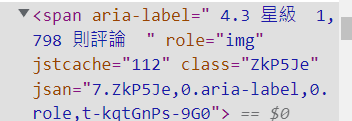 ▼<span aria-label=" 4.3 星級  1,
798 則評論  " role="img"
jstcache="112" class="ZkP5Je"
jsan="7.ZkP5Je,0.aria-label,0.
role,t-kqtGnPs-9G0"> == $0